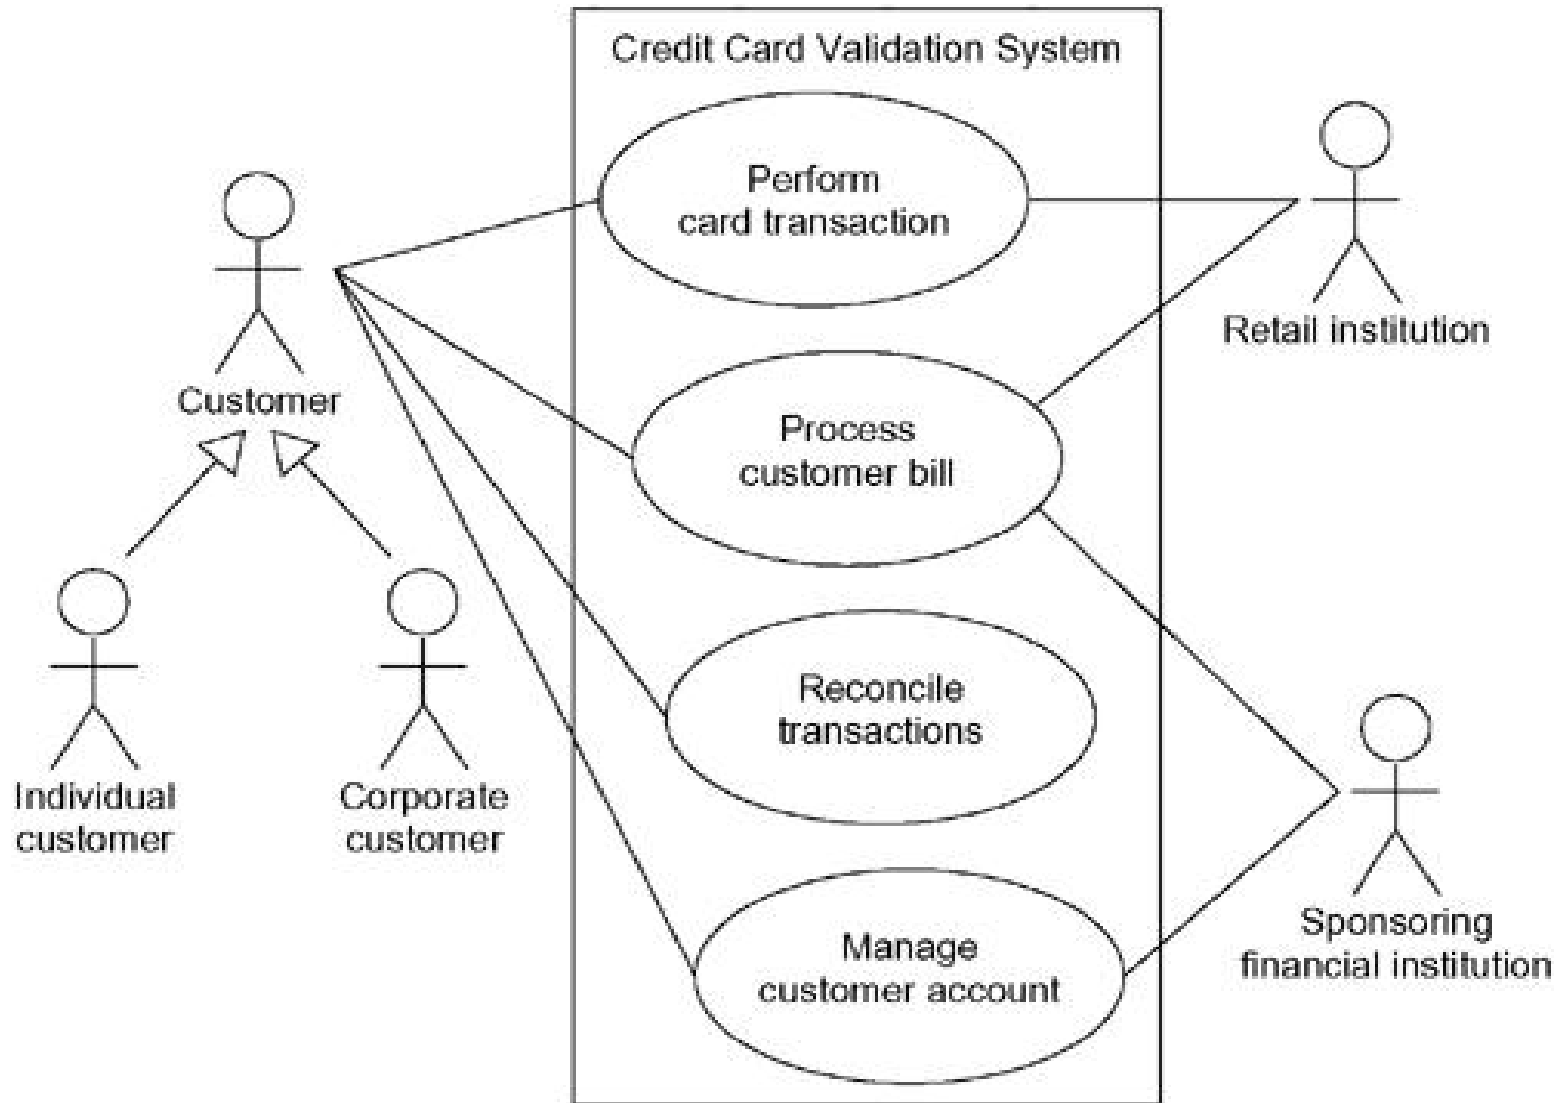 Credit Card Validation System
Perform
card transaction
Retail institution
Customer
Process
customer bill
Reconcile
transactions
Individual
customer
Corporate
customer
Sponsoring
financial institution
Manage
customer account